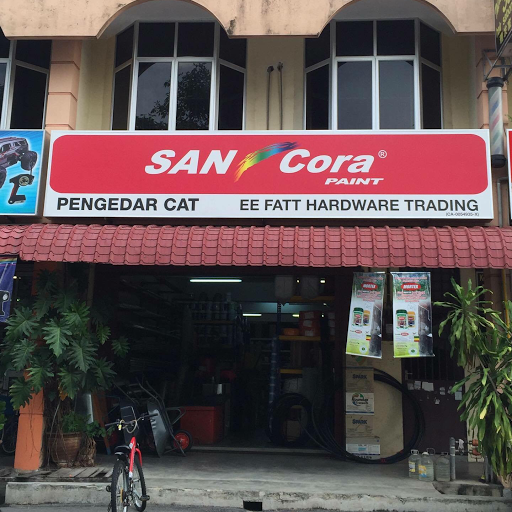 SAN Cora®
PAINT
PENGEDAR CAT EE FATT HARDWARE TRADING